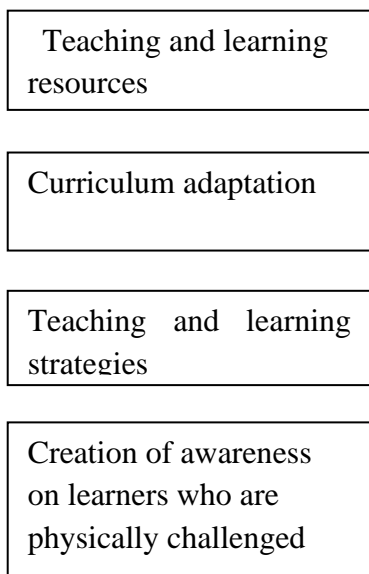 Teaching and learning
resources
Curriculum adaptation
Teaching and learning
strategies
Creation of awareness
on learners who are
physically challenged